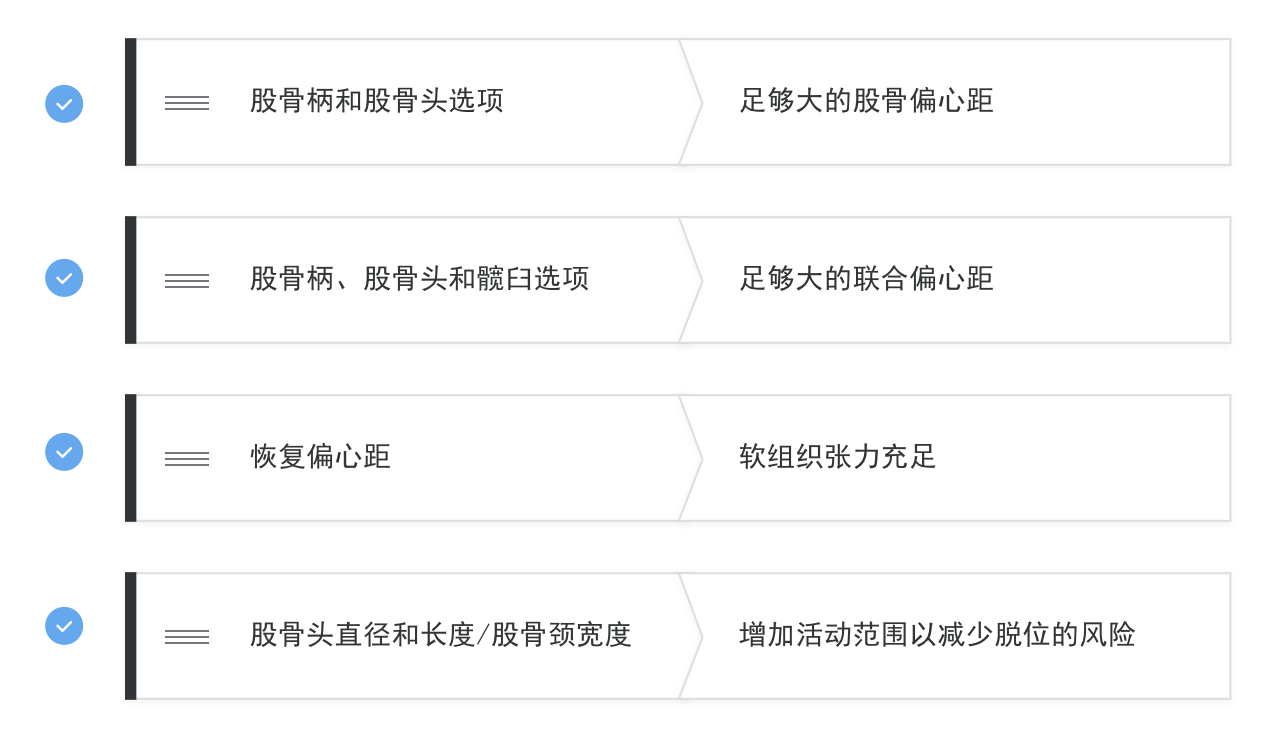 股骨柄和股骨头选项
足够大的股骨偏心距
股骨柄、股骨头和髋臼选项
足够大的联合偏心距
恢复偏心距
软组织张力充足
股骨头直径和长度/股骨颈宽度
增加活动范围以减少脱位的风险